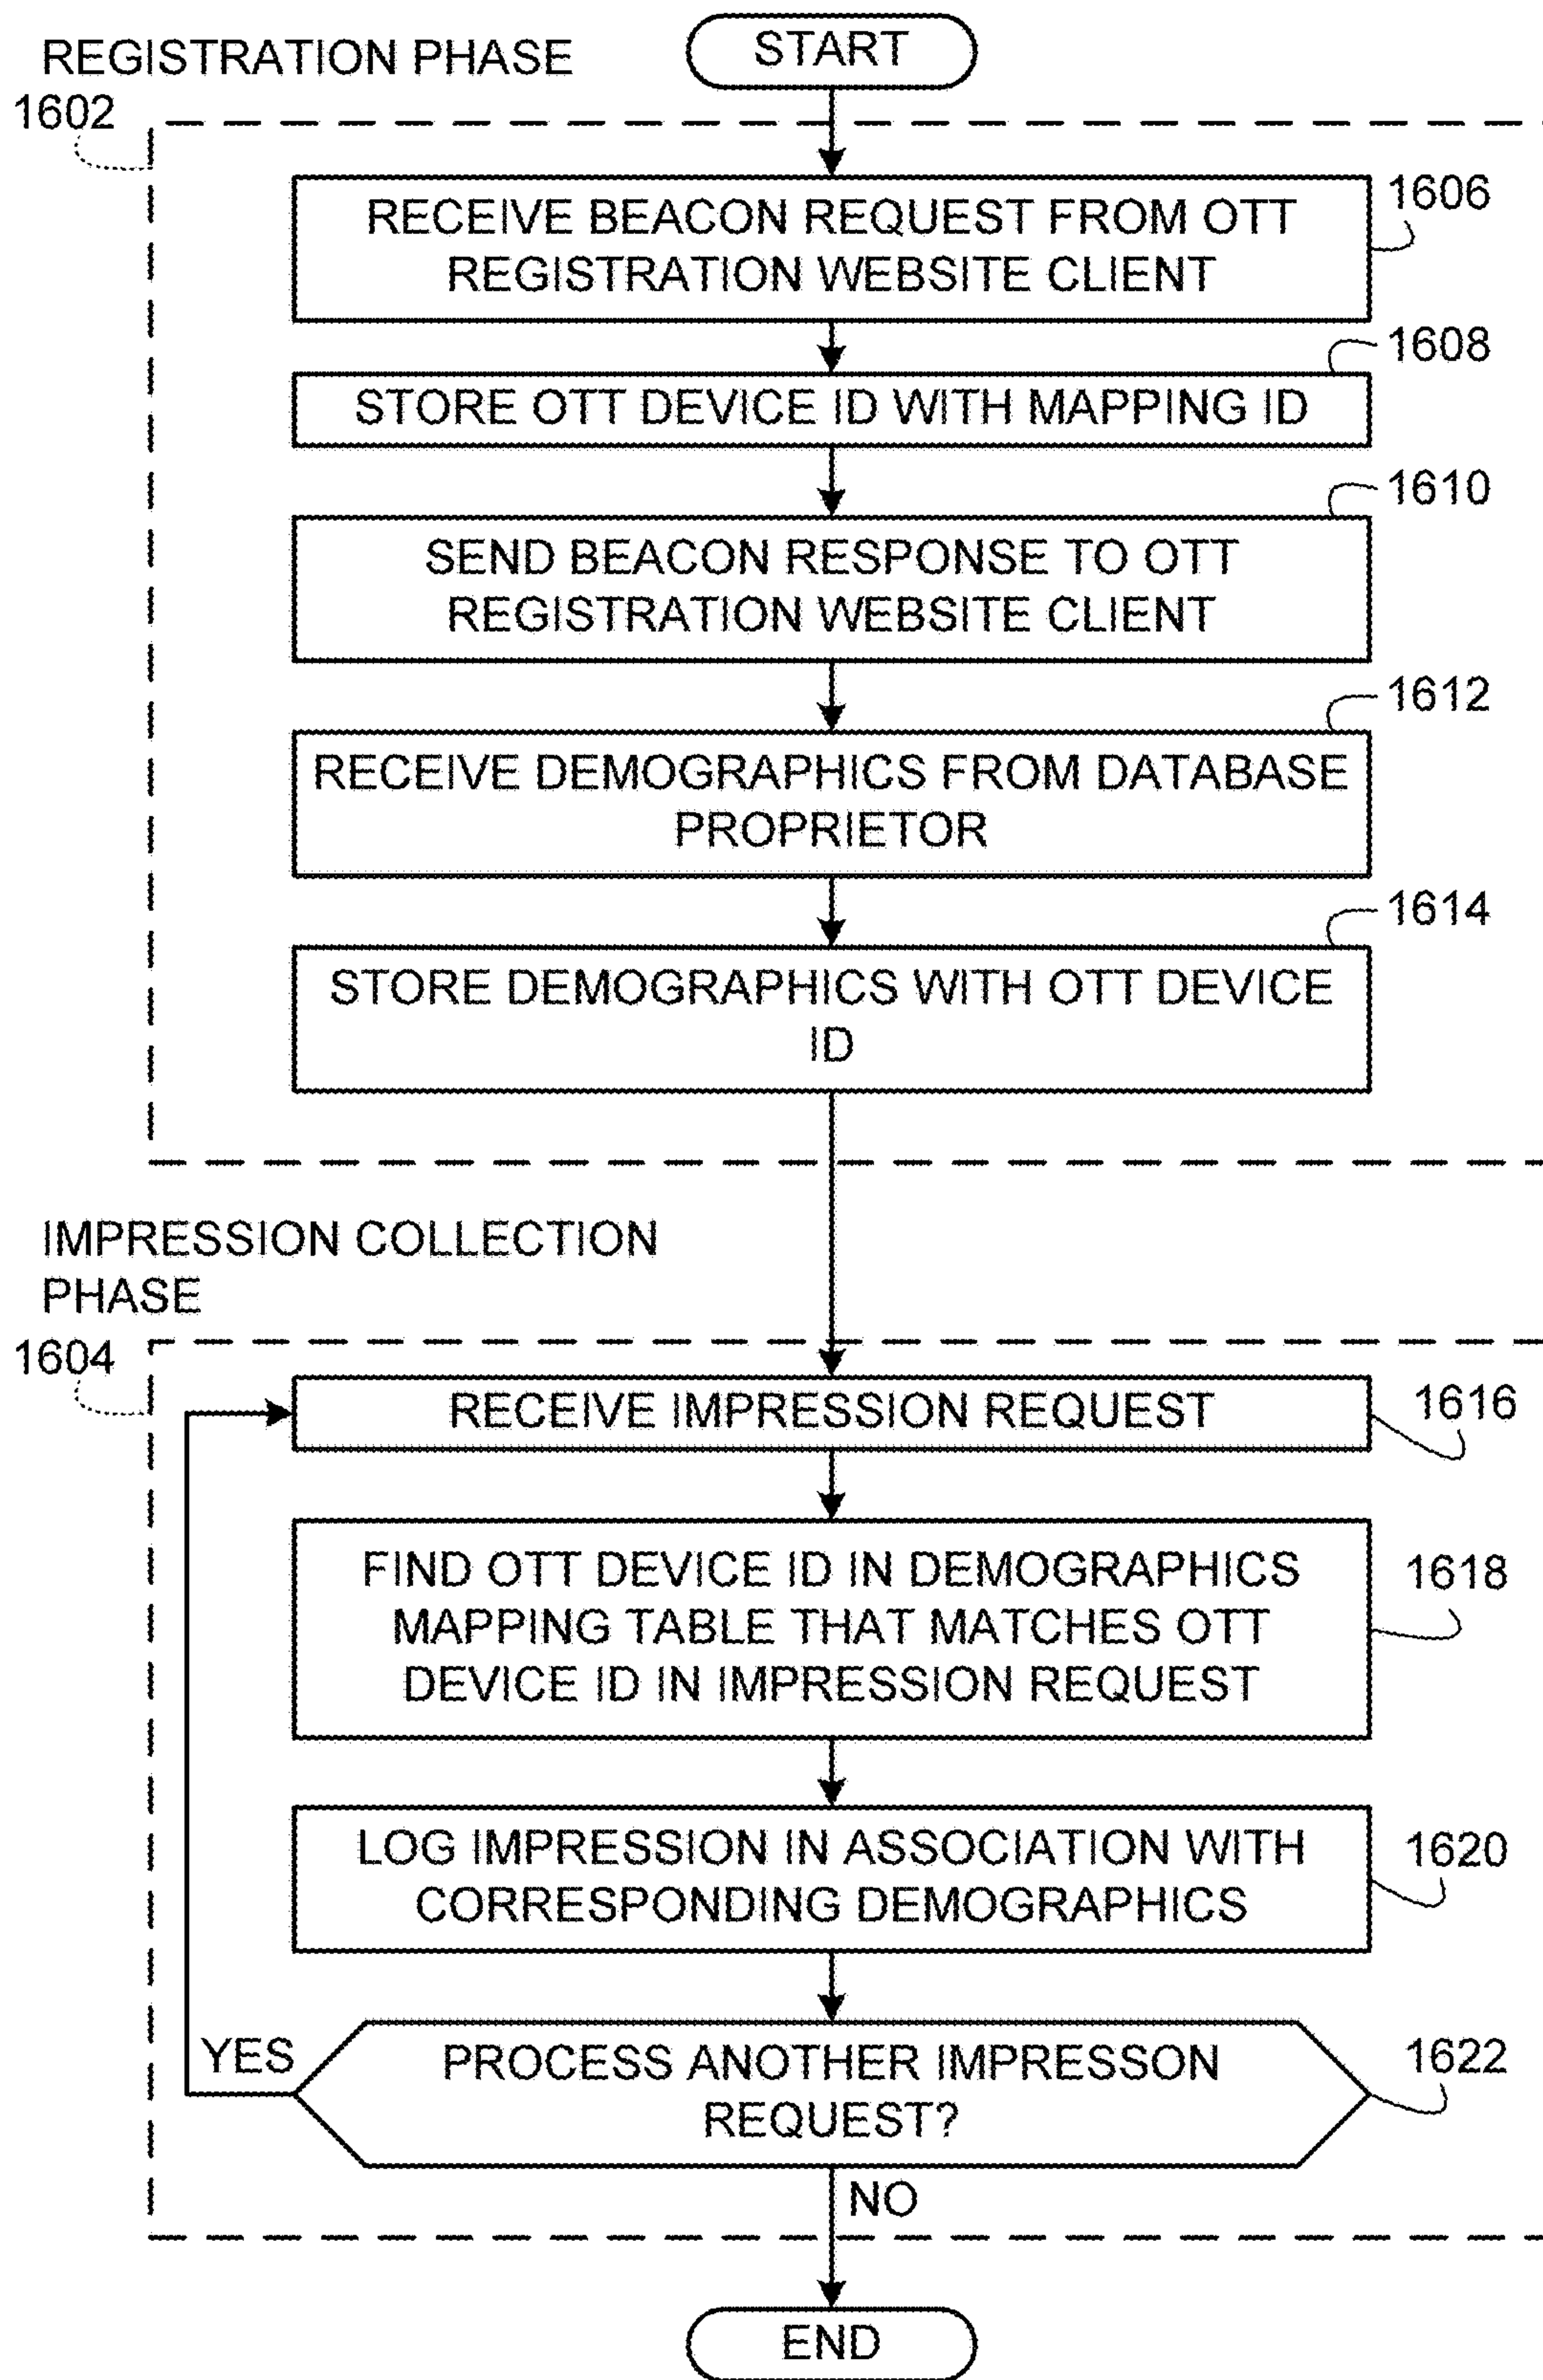 START
REGISTRATION PHASE
1602
RECEIVE BEACON REQUEST FROM OTT
REGISTRATION WEBSITE CLIENT
1606
1608
STORE OTT DEVICE ID WITH MAPPING ID
1610
SEND BEACON RESPONSE TO OTT
REGISTRATION WEBSITE CLIENT
1612
RECEIVE DEMOGRAPHICS FROM DATABASE
PROPRIETOR
1614
STORE DEMOGRAPHICS WITH OTT DEVICE
ID
IMPRESSION COLLECTION
PHASE
1604
RECEIVE IMPRESSION REQUEST
1616
FIND OTT DEVICE ID IN DEMOGRAPHICS
MAPPING TABLE THAT MATCHES OTT
DEVICE ID IN IMPRESSION REQUEST
1618
LOG IMPRESSION IN ASSOCIATION WITH
CORRESPONDING DEMOGRAPHICS
1620
YES
PROCESS ANOTHER IMPRESSON
REQUEST?
1622
NO
END